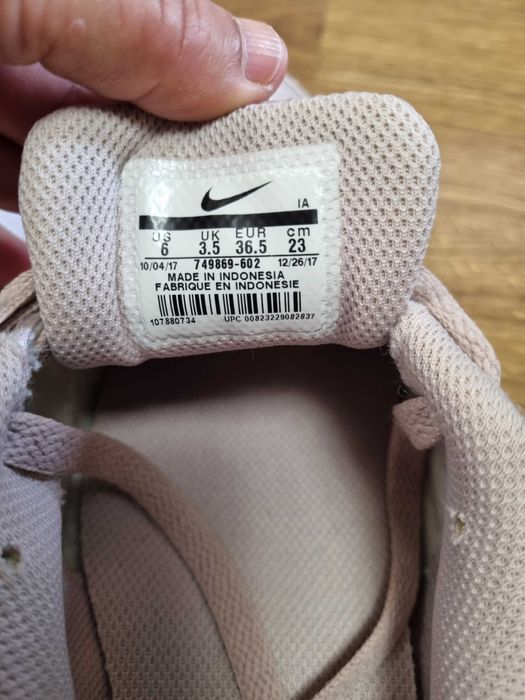 IA
US UK EUR cm
6 3.5 36.5 23
10/04/17 749869-602 12/26/17
MADE IN INDONESIA
FABRIQUE EN INDONESIE
107880734 UPC 00823229082837